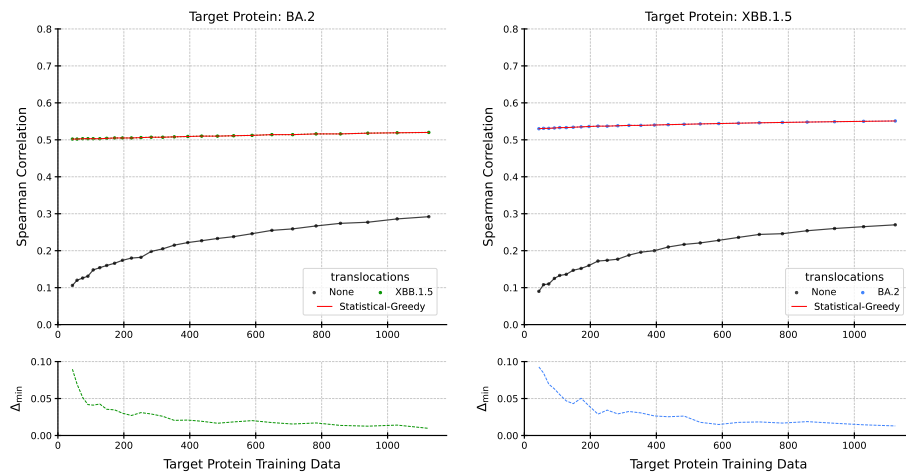 Target Protein: BA.2
0.8
0.7
0.6
0.5
0.4
0.3
0.2
0.1
0.0
Spearman Correlation
0 200 400 600 800 1000
translocations
None XBB.1.5
Statistical-Greedy
0.10
0.05
0.00
Δmin
0 200 400 600 800 1000
Target Protein Training Data
Target Protein: XBB.1.5
0.8
0.7
0.6
0.5
0.4
0.3
0.2
0.1
0.0
Spearman Correlation
0 200 400 600 800 1000
translocations
None BA.2
Statistical-Greedy
0.10
0.05
0.00
Δmin
0 200 400 600 800 1000
Target Protein Training Data